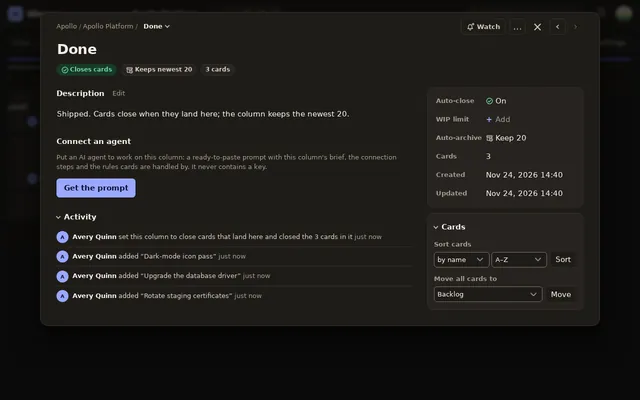 Apollo / Apollo Platform / Done
Watch
...
Done
Closes cards
Keeps newest 20
3 cards
Description Edit
Shipped. Cards close when they land here; the column keeps the newest 20.
Connect an agent
Put an AI agent to work on this column: a ready-to-paste prompt with this column's brief, the connection
steps and the rules cards are handled by. It never contains a key.
Get the prompt
Activity
A Avery Quinn set this column to close cards that land here and closed the 3 cards in it just now
A Avery Quinn added “Dark-mode icon pass” just now
A Avery Quinn added “Upgrade the database driver” just now
A Avery Quinn added “Rotate staging certificates” just now
Auto-close On
WIP limit + Add
Auto-archive Keep 20
Cards 3
Created Nov 24, 2026 14:40
Updated Nov 24, 2026 14:40
Cards
Sort cards
by name A–Z Sort
Move all cards to
Backlog Move